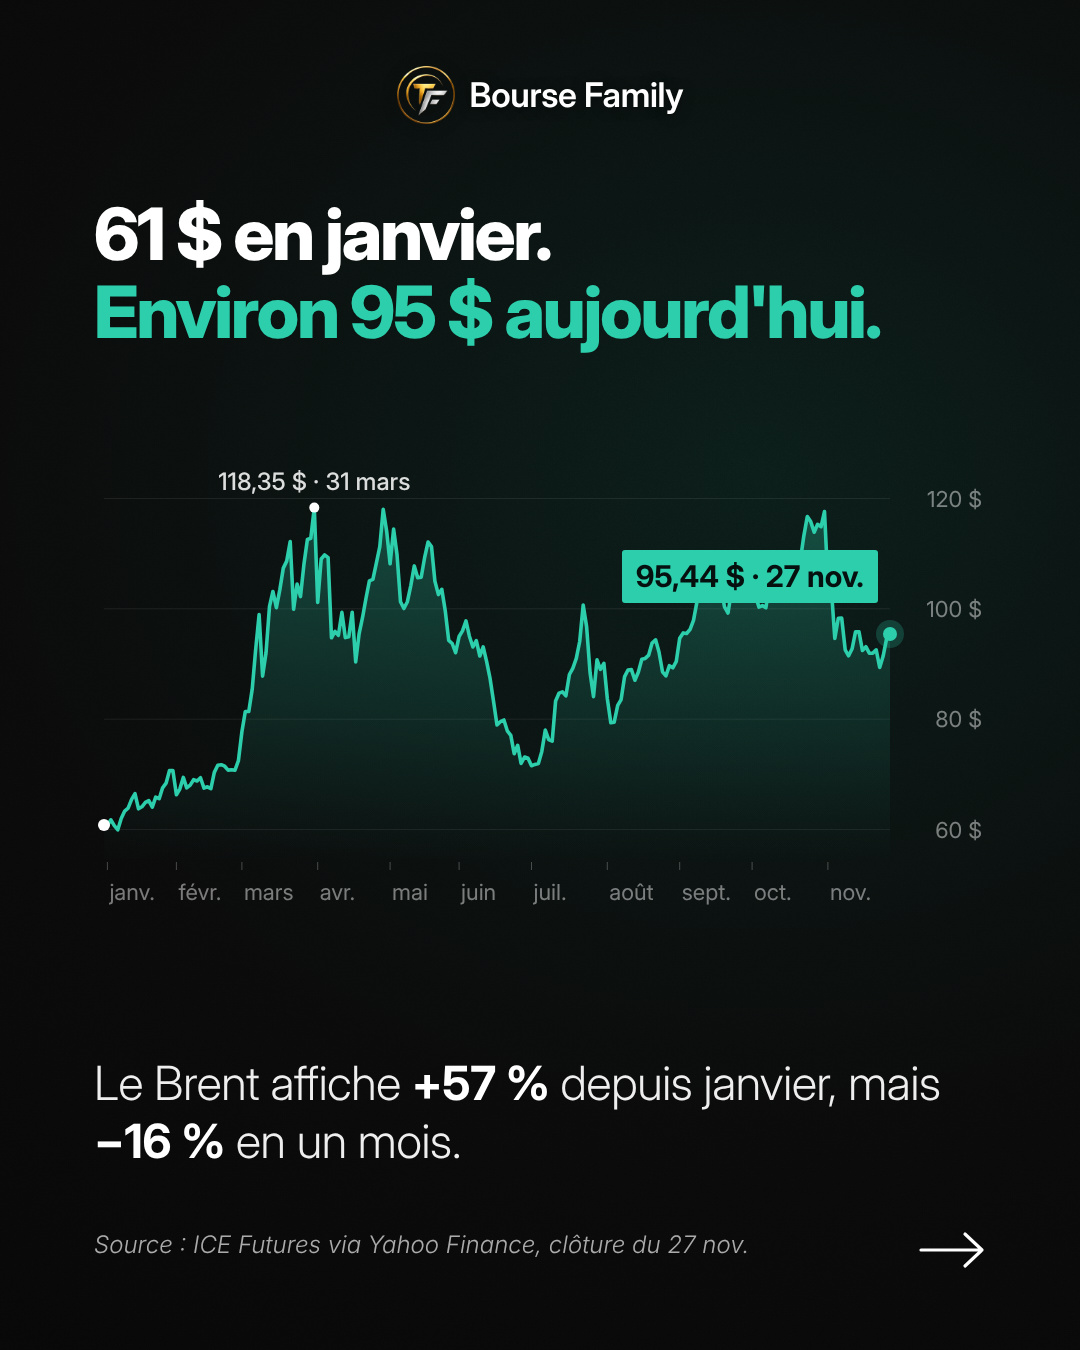 TF Bourse Family
61 $ en janvier.
Environ 95 $ aujourd'hui.
118,35 $ · 31 mars
120 $
95,44 $ · 27 nov.
100 $
80 $
60 $
janv. févr. mars avr. mai juin juil. août sept. oct. nov.
Le Brent affiche +57 % depuis janvier, mais
−16 % en un mois.
Source : ICE Futures via Yahoo Finance, clôture du 27 nov.